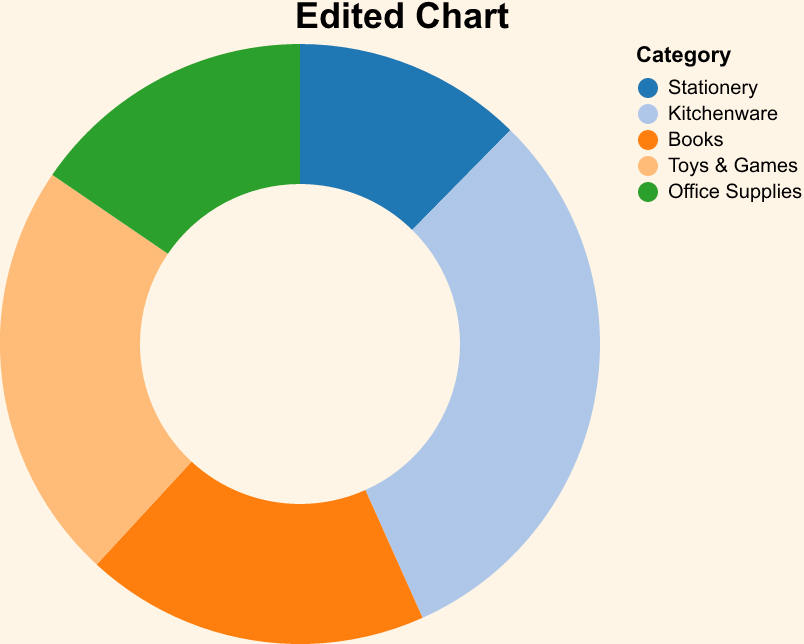 Edited Chart
Category
Stationery
Kitchenware
Books
Toys & Games
Office Supplies